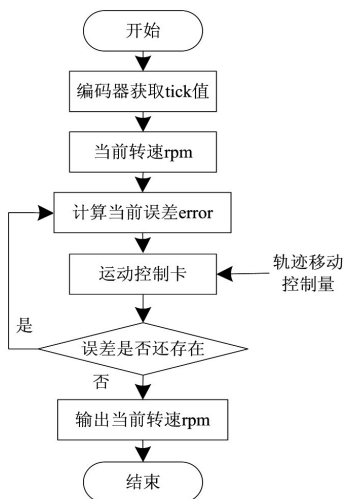 开始
编码器获取tick值
当前转速rpm
计算当前误差error
运动控制卡
轨迹移动
控制量
是
误差是否还存在
否
输出当前转速rpm
结束